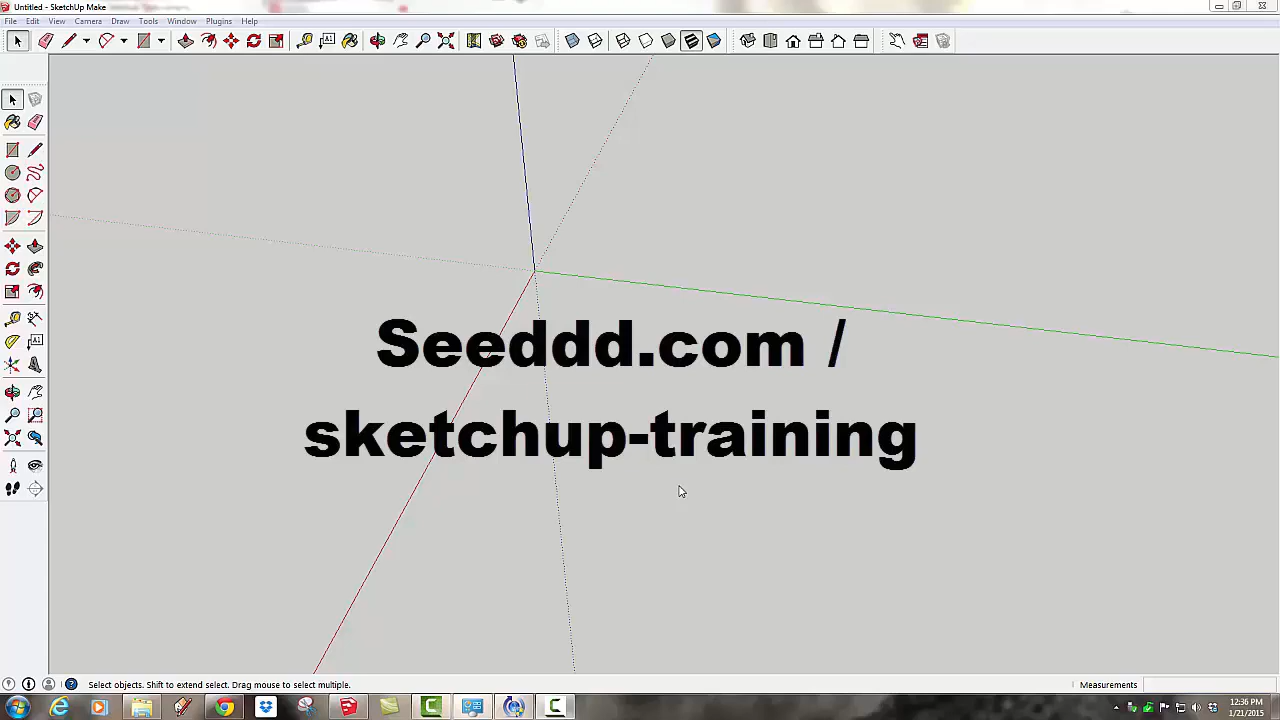 Untitled - SketchUp Make
File Edit View Camera Draw Tools Window Plugins Help
Seeddd.com /
sketchup-training
Select objects. Shift to extend select. Drag mouse to select multiple.
Measurements
12:36 PM
1/21/2015